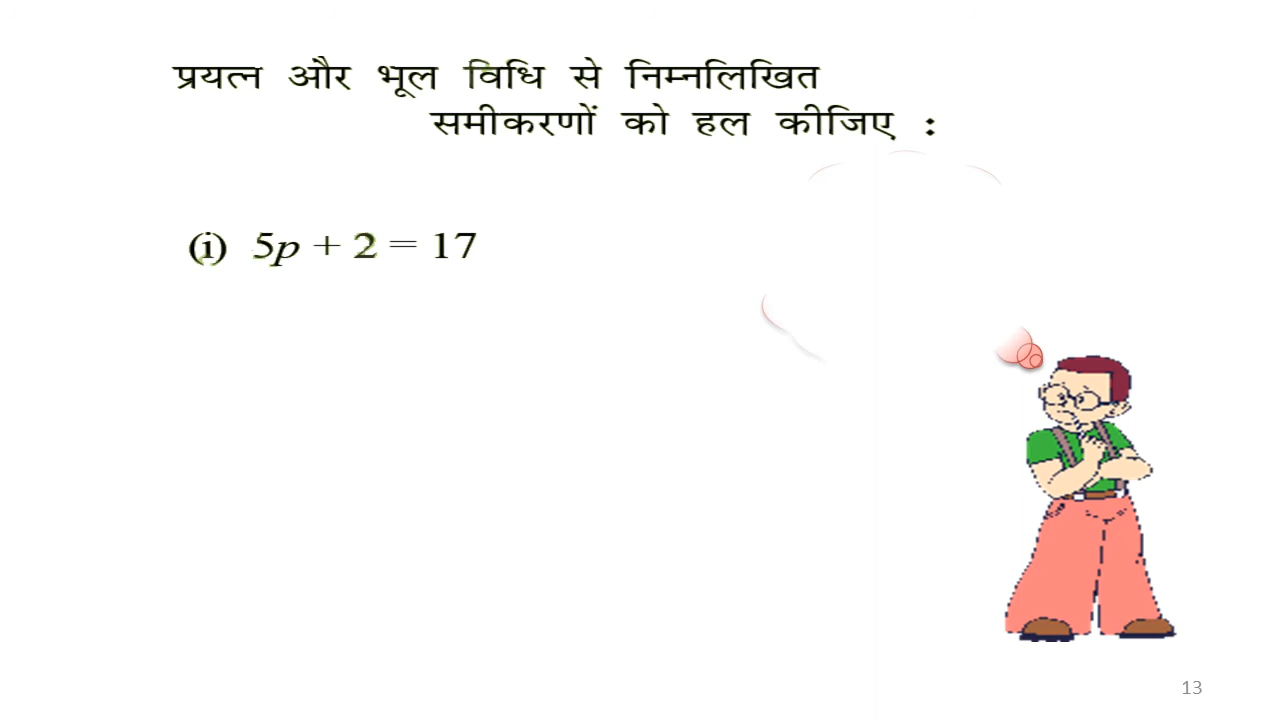 प्रयत्न और भूल विधि से निम्नलिखित
समीकरणों को हल कीजिए :
(i) 5p + 2 = 17
13